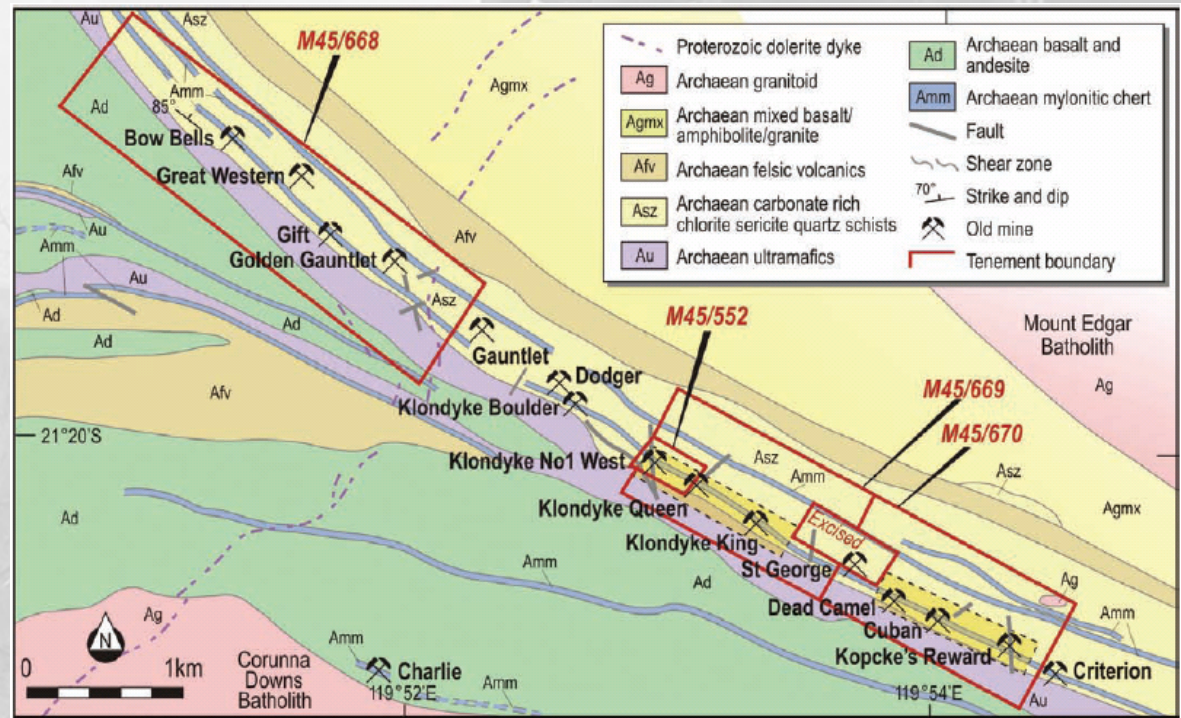 Au
Asz
M45/668
Agmx
Amm
Ad
85°
Bow Bells
Great Western
Afv
Au
Amm
Gift
Golden Gauntlet
Afv
Au
Asz
Ad
Ad
Ad
Gauntlet
Afv
Dodger
Klondyke Boulder
M45/552
Mount Edgar
Batholith
Ag
M45/669
M45/670
21°20'S
Klondyke No1 West
Asz
Amm
Asz
Agmx
Klondyke Queen
Excised
Klondyke King
St George
Ad
Amm
Amm
Ad
Dead Camel
Cuban
Kopcke's Reward
Ag
Amm
Criterion
Au
Ag
N
0
1km
Corunna
Downs
Batholith
Amm
Charlie
119°52'E
Amm
119°54'E
Proterozoic dolerite dyke
Ag
Archaean granitoid
Agmx
Archaean mixed basalt/
amphibolite/granite
Afv
Archaean felsic volcanics
Asz
Archaean carbonate rich
chlorite sericite quartz schists
Au
Archaean ultramafics
Ad
Archaean basalt and
andesite
Amm
Archaean mylonitic chert
Fault
Shear zone
70°
Strike and dip
Old mine
Tenement boundary